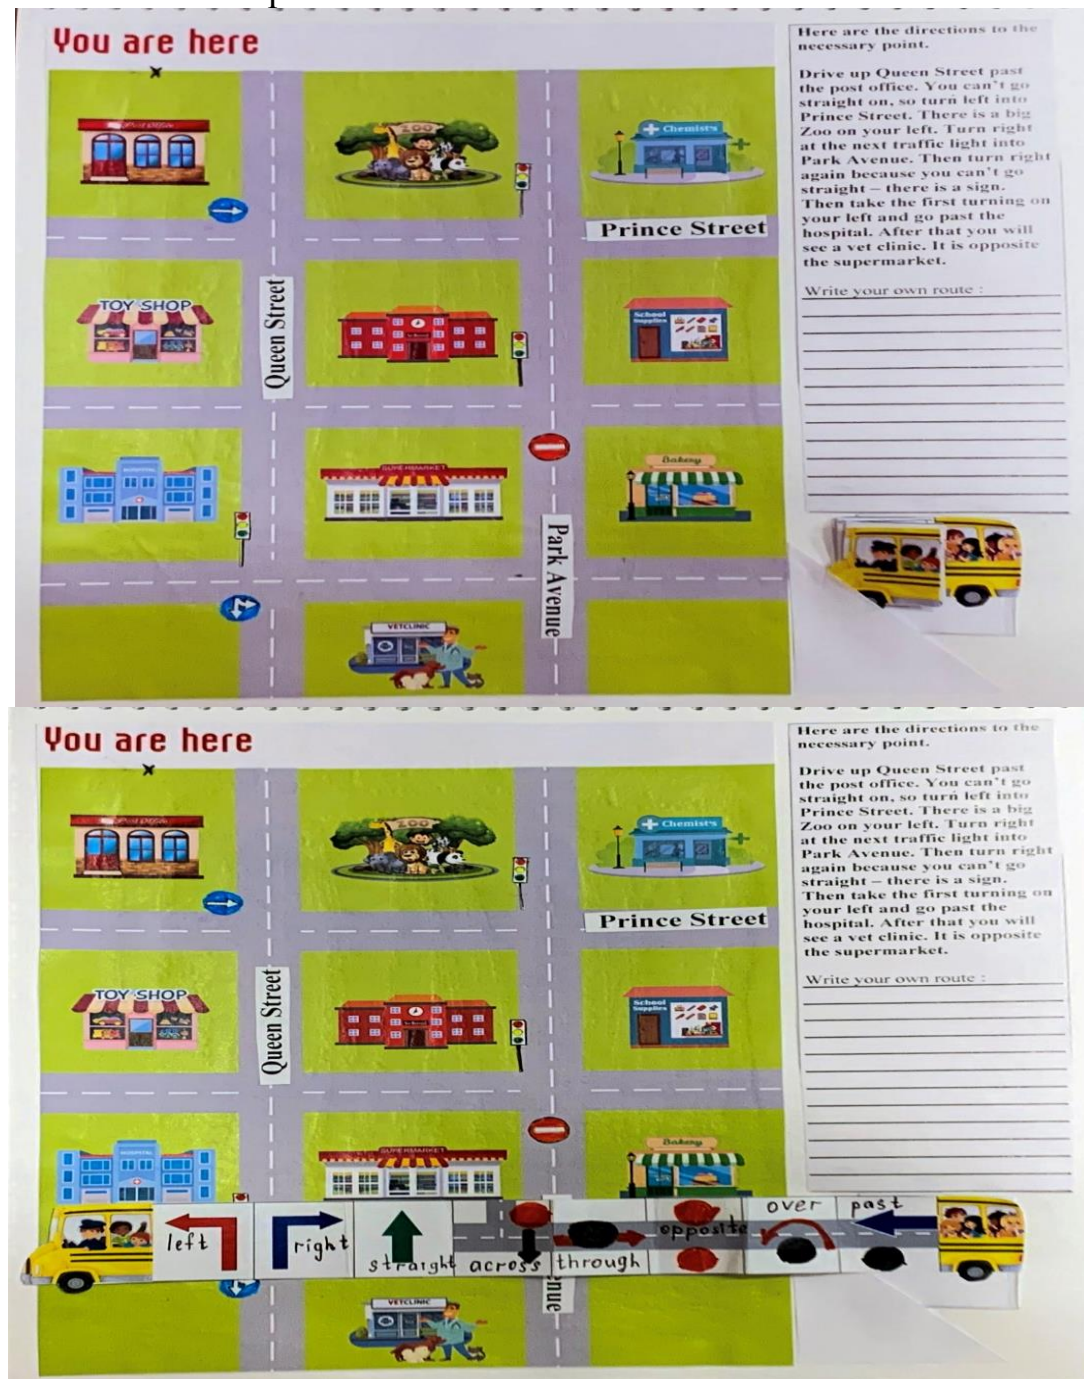 You are here
ZOO
Chemist's
Prince Street
TOY SHOP
Queen Street
School
Supplies
HOSPITAL
SUPERMARKET
Bakery
Park Avenue
VETCLINIC
Here are the directions to the
necessary point.
Drive up Queen Street past
the post office. You can't go
straight on, so turn left into
Prince Street. There is a big
Zoo on your left. Turn right
at the next traffic light into
Park Avenue. Then turn right
again because you can't go
straight – there is a sign.
Then take the first turning on
your left and go past the
hospital. After that you will
see a vet clinic. It is opposite
the supermarket.
Write your own route :
You are here
ZOO
Chemist's
Prince Street
TOY SHOP
Queen Street
School
Supplies
HOSPITAL
SUPERMARKET
Bakery
left
right
straight
across
through
opposite
over
past
nue
VETCLINIC
Here are the directions to the
necessary point.
Drive up Queen Street past
the post office. You can't go
straight on, so turn left into
Prince Street. There is a big
Zoo on your left. Turn right
at the next traffic light into
Park Avenue. Then turn right
again because you can't go
straight – there is a sign.
Then take the first turning on
your left and go past the
hospital. After that you will
see a vet clinic. It is opposite
the supermarket.
Write your own route :